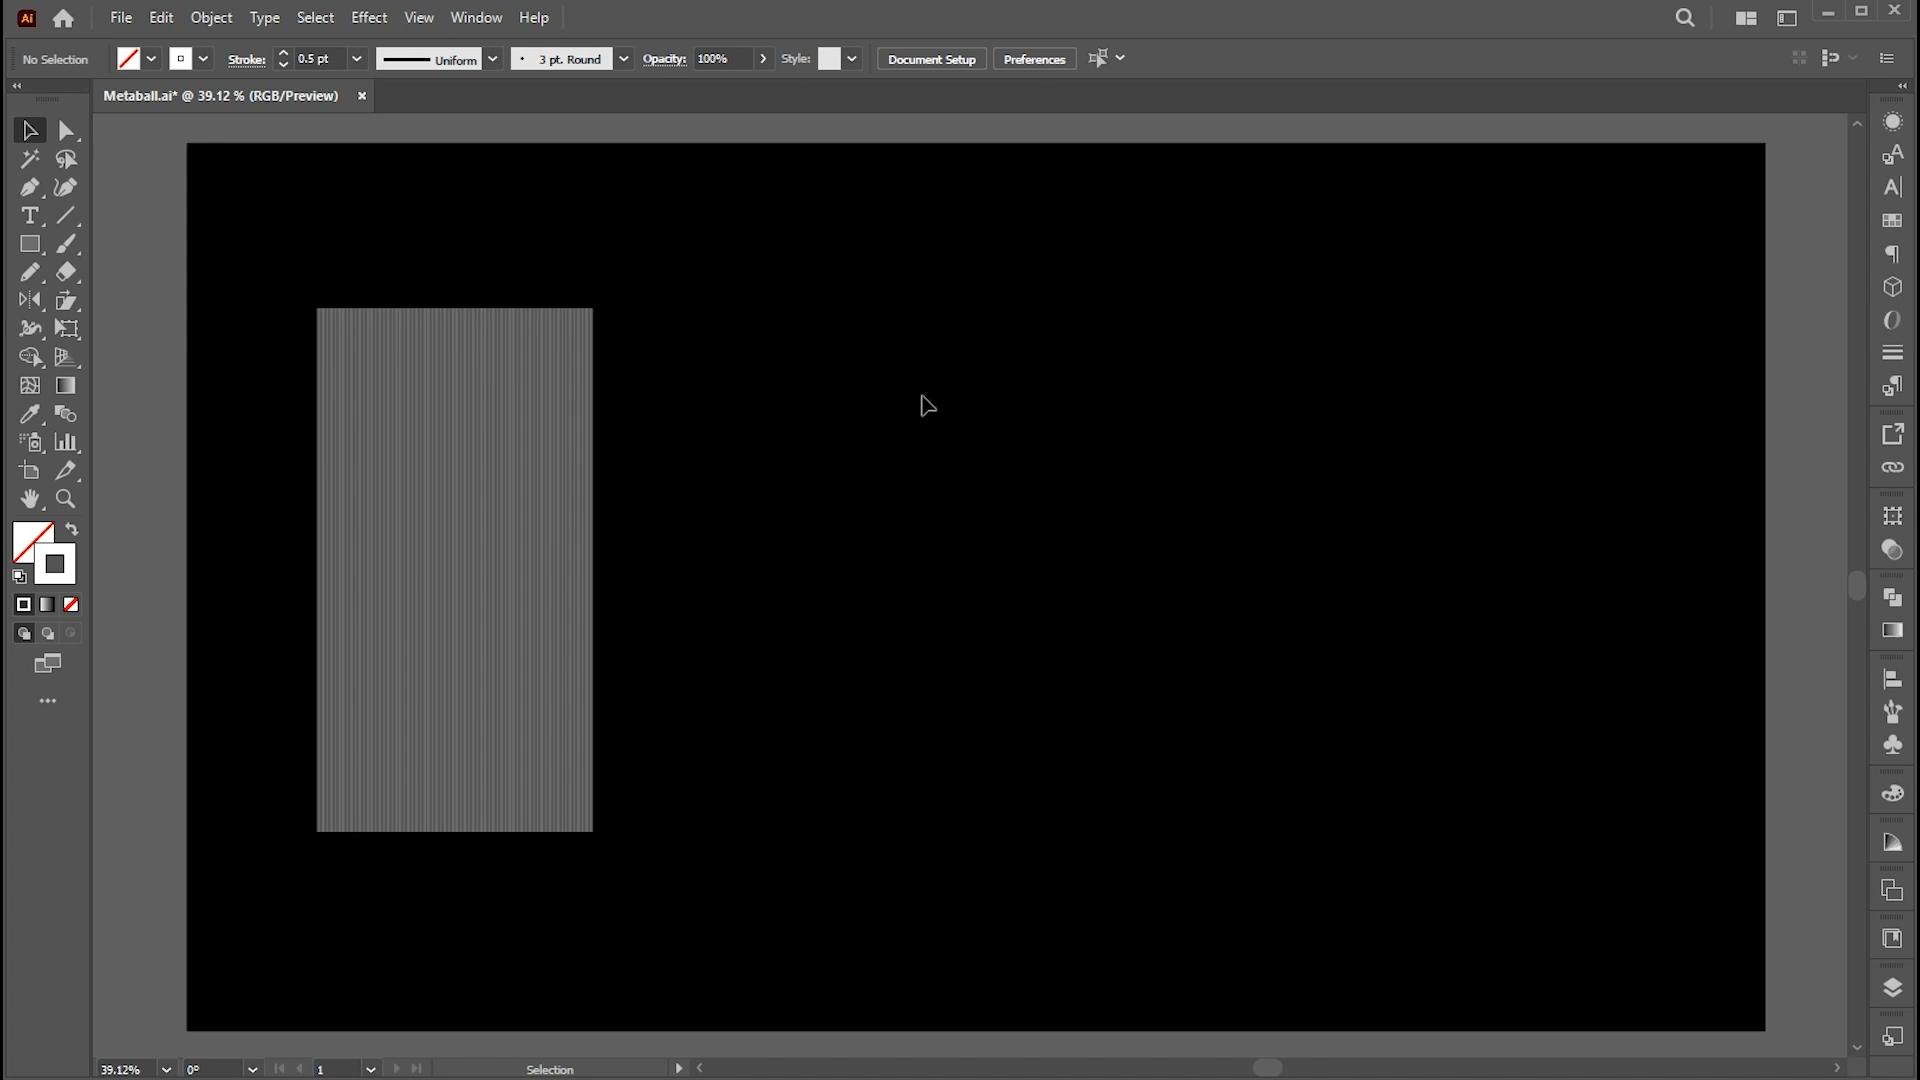 Ai File Edit Object Type Select Effect View Window Help
No Selection Stroke: 0.5 pt Uniform 3 pt. Round Opacity: 100% Style: Document Setup Preferences
Metaball.ai* @ 39.12 % (RGB/Preview) ×
39.12% 0° 1 Selection